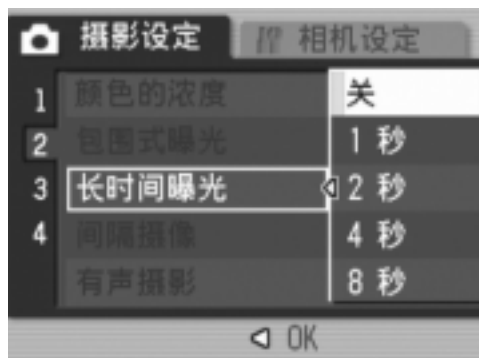 摄影设定 相机设定
1 颜色的浓度 关
2 包围式曝光 1 秒
3 长时间曝光 2 秒
4 间隔摄像 4 秒
有声摄影 8 秒
OK